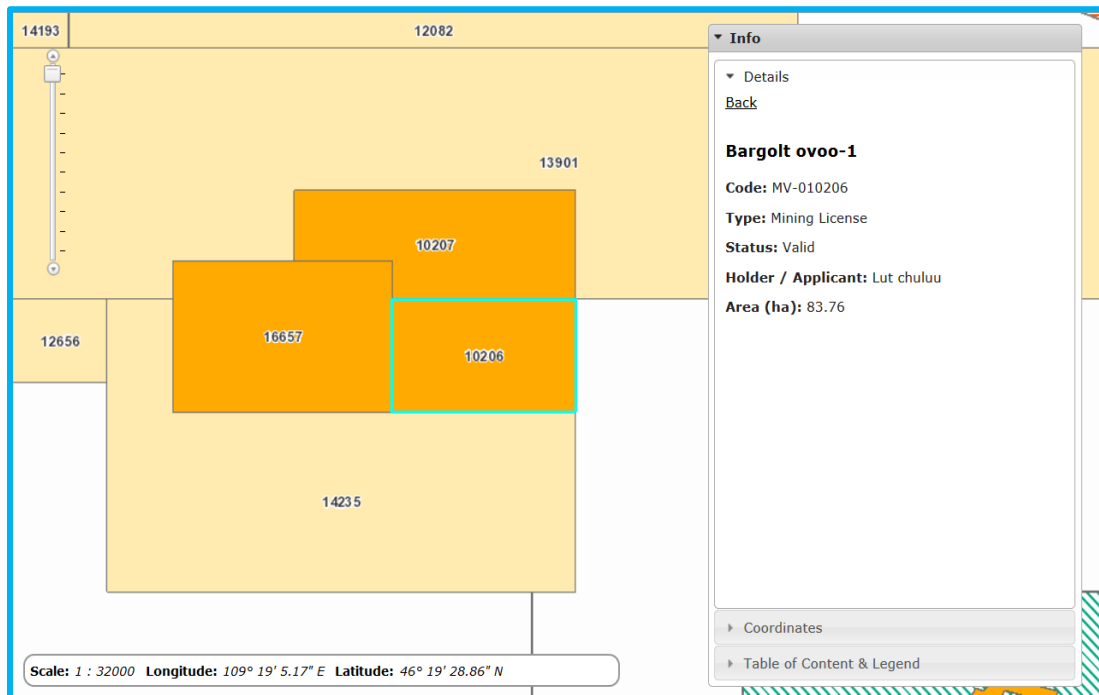 14193
12082
13901
10207
16657
10206
12656
14235
Scale: 1 : 32000 Longitude: 109° 19' 5.17" E Latitude: 46° 19' 28.86" N
Info
Details
Back
Bargolt ovoo-1
Code: MV-010206
Type: Mining License
Status: Valid
Holder / Applicant: Lut chuluu
Area (ha): 83.76
Coordinates
Table of Content & Legend